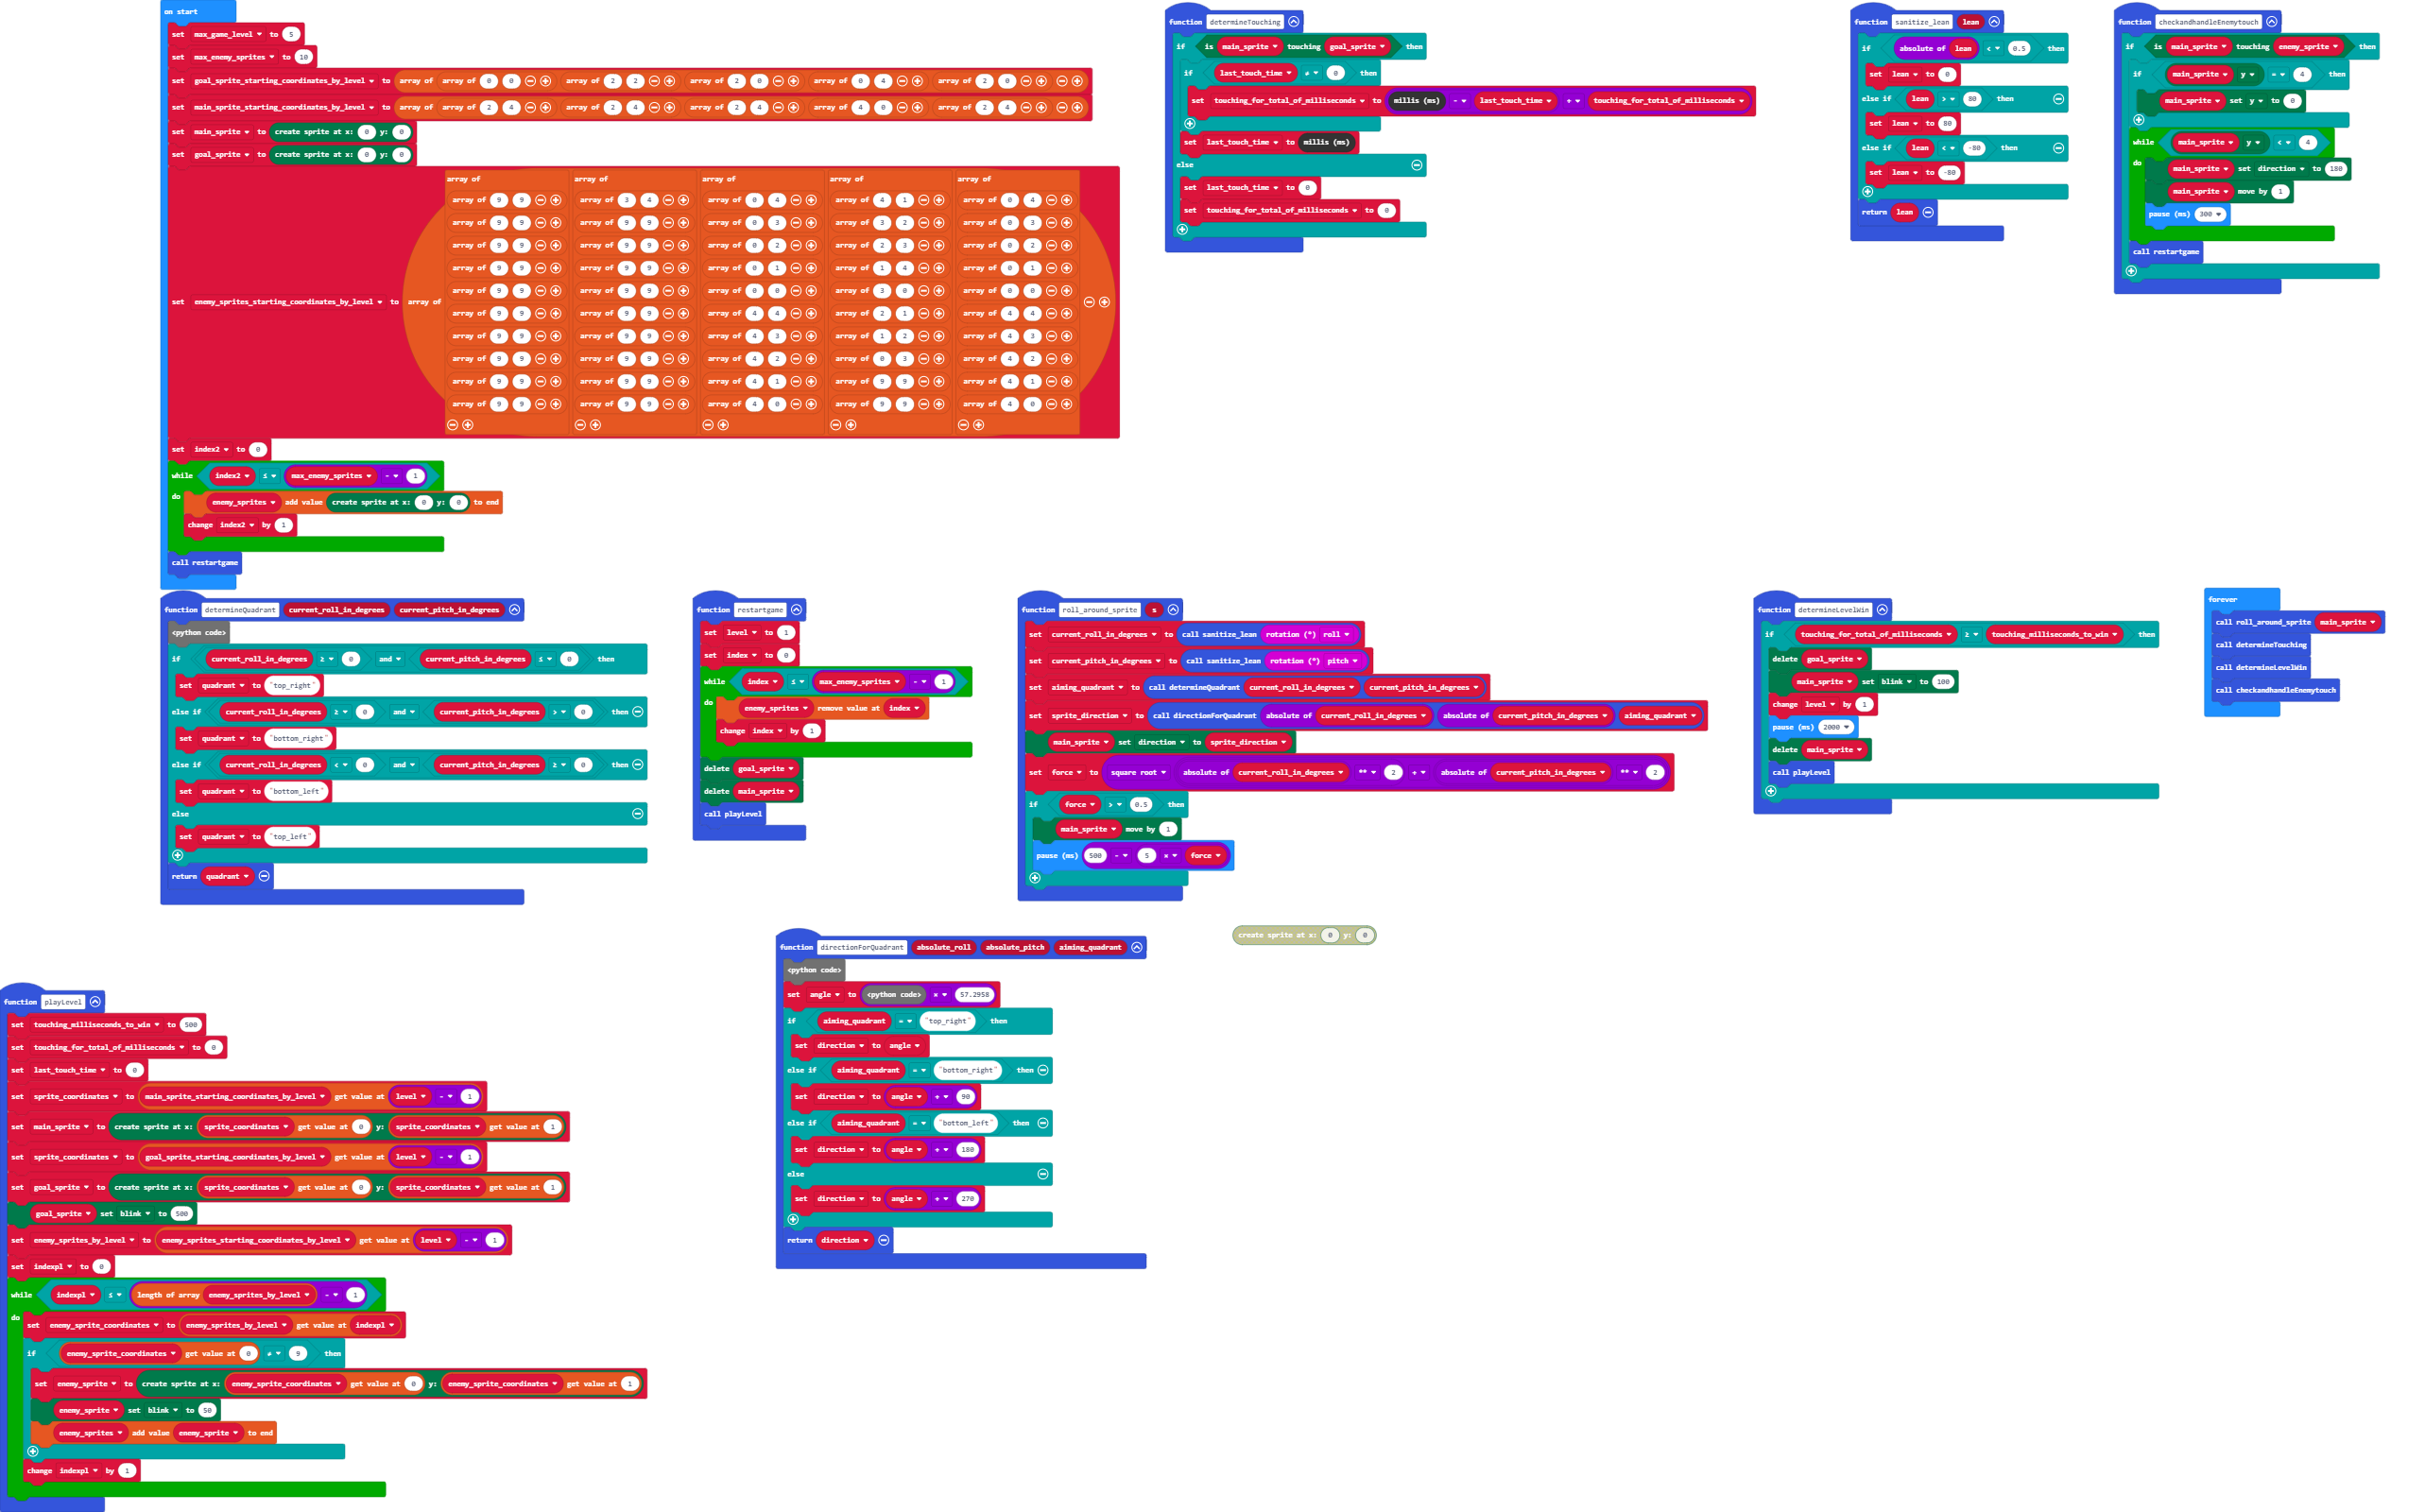 on start
set max_game_level to 5
set max_enemy_sprites to 10
set goal_sprite_starting_coordinates_by_level to array of array of 0 0 array of 2 2 array of 2 0 array of 0 4 array of 2 0
set main_sprite_starting_coordinates_by_level to array of array of 2 4 array of 2 4 array of 2 4 array of 4 0 array of 2 4
set main_sprite to create sprite at x: 0 y: 0
set goal_sprite to create sprite at x: 0 y: 0
set enemy_sprites_starting_coordinates_by_level to array of
array of array of array of array of array of
array of 9 9 array of 3 4 array of 0 4 array of 4 1 array of 0 4
array of 9 9 array of 9 9 array of 0 3 array of 3 2 array of 0 3
array of 9 9 array of 9 9 array of 0 2 array of 2 3 array of 0 2
array of 9 9 array of 9 9 array of 0 1 array of 1 4 array of 0 1
array of 9 9 array of 9 9 array of 0 0 array of 3 0 array of 0 0
array of 9 9 array of 9 9 array of 4 4 array of 2 1 array of 4 4
array of 9 9 array of 9 9 array of 4 3 array of 1 2 array of 4 3
array of 9 9 array of 9 9 array of 4 2 array of 0 3 array of 4 2
array of 9 9 array of 9 9 array of 4 1 array of 9 9 array of 4 1
array of 9 9 array of 9 9 array of 4 0 array of 9 9 array of 4 0
set index2 to 0
while index2 ≤ max_enemy_sprites - 1
do enemy_sprites add value create sprite at x: 0 y: 0 to end
change index2 by 1
call restartgame
function determineTouching
if is main_sprite touching goal_sprite then
if last_touch_time ≠ 0 then
set touching_for_total_of_milliseconds to millis (ms) - last_touch_time + touching_for_total_of_milliseconds
set last_touch_time to millis (ms)
else
set last_touch_time to 0
set touching_for_total_of_milliseconds to 0
function sanitize_lean lean
if absolute of lean < 0.5 then
set lean to 0
else if lean > 80 then
set lean to 80
else if lean < -80 then
set lean to -80
return lean
function checkandhandleEnemytouch
if is main_sprite touching enemy_sprite then
if main_sprite y = 4 then
main_sprite set y to 0
while main_sprite y < 4
do main_sprite set direction to 180
main_sprite move by 1
pause (ms) 300
call restartgame
function determineQuadrant current_roll_in_degrees current_pitch_in_degrees
<python code>
if current_roll_in_degrees ≥ 0 and current_pitch_in_degrees ≤ 0 then
set quadrant to "top_right"
else if current_roll_in_degrees ≥ 0 and current_pitch_in_degrees > 0 then
set quadrant to "bottom_right"
else if current_roll_in_degrees < 0 and current_pitch_in_degrees ≥ 0 then
set quadrant to "bottom_left"
else
set quadrant to "top_left"
return quadrant
function restartgame
set level to 1
set index to 0
while index ≤ max_enemy_sprites - 1
do enemy_sprites remove value at index
change index by 1
delete goal_sprite
delete main_sprite
call playLevel
function roll_around_sprite s
set current_roll_in_degrees to call sanitize_lean rotation (°) roll
set current_pitch_in_degrees to call sanitize_lean rotation (°) pitch
set aiming_quadrant to call determineQuadrant current_roll_in_degrees current_pitch_in_degrees
set sprite_direction to call directionForQuadrant absolute of current_roll_in_degrees absolute of current_pitch_in_degrees aiming_quadrant
main_sprite set direction to sprite_direction
set force to square root absolute of current_roll_in_degrees ** 2 + absolute of current_pitch_in_degrees ** 2
if force > 0.5 then
main_sprite move by 1
pause (ms) 500 - 5 × force
function determineLevelWin
if touching_for_total_of_milliseconds ≥ touching_milliseconds_to_win then
delete goal_sprite
main_sprite set blink to 100
change level by 1
pause (ms) 2000
delete main_sprite
call playLevel
forever
call roll_around_sprite main_sprite
call determineTouching
call determineLevelWin
call checkandhandleEnemytouch
function directionForQuadrant absolute_roll absolute_pitch aiming_quadrant
<python code>
set angle to <python code> × 57.2958
if aiming_quadrant = "top_right" then
set direction to angle
else if aiming_quadrant = "bottom_right" then
set direction to angle + 90
else if aiming_quadrant = "bottom_left" then
set direction to angle + 180
else
set direction to angle + 270
return direction
create sprite at x: 0 y: 0
function playLevel
set touching_milliseconds_to_win to 500
set touching_for_total_of_milliseconds to 0
set last_touch_time to 0
set sprite_coordinates to main_sprite_starting_coordinates_by_level get value at level - 1
set main_sprite to create sprite at x: sprite_coordinates get value at 0 y: sprite_coordinates get value at 1
set sprite_coordinates to goal_sprite_starting_coordinates_by_level get value at level - 1
set goal_sprite to create sprite at x: sprite_coordinates get value at 0 y: sprite_coordinates get value at 1
goal_sprite set blink to 500
set enemy_sprites_by_level to enemy_sprites_starting_coordinates_by_level get value at level - 1
set indexpl to 0
while indexpl ≤ length of array enemy_sprites_by_level - 1
do set enemy_sprite_coordinates to enemy_sprites_by_level get value at indexpl
if enemy_sprite_coordinates get value at 0 ≠ 9 then
set enemy_sprite to create sprite at x: enemy_sprite_coordinates get value at 0 y: enemy_sprite_coordinates get value at 1
enemy_sprite set blink to 50
enemy_sprites add value enemy_sprite to end
change indexpl by 1